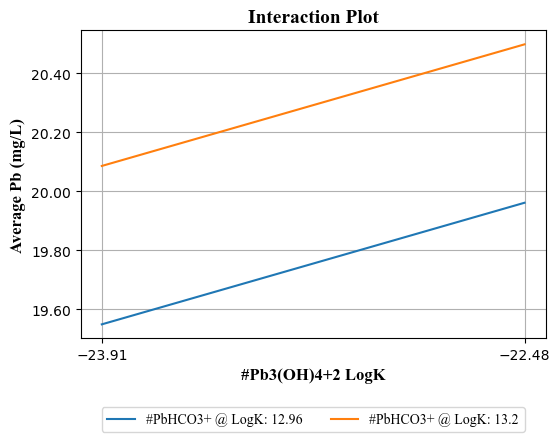 Interaction Plot
Average Pb (mg/L)
20.40
20.20
20.00
19.80
19.60
−23.91
−22.48
#Pb3(OH)4+2 LogK
#PbHCO3+ @ LogK: 12.96
#PbHCO3+ @ LogK: 13.2